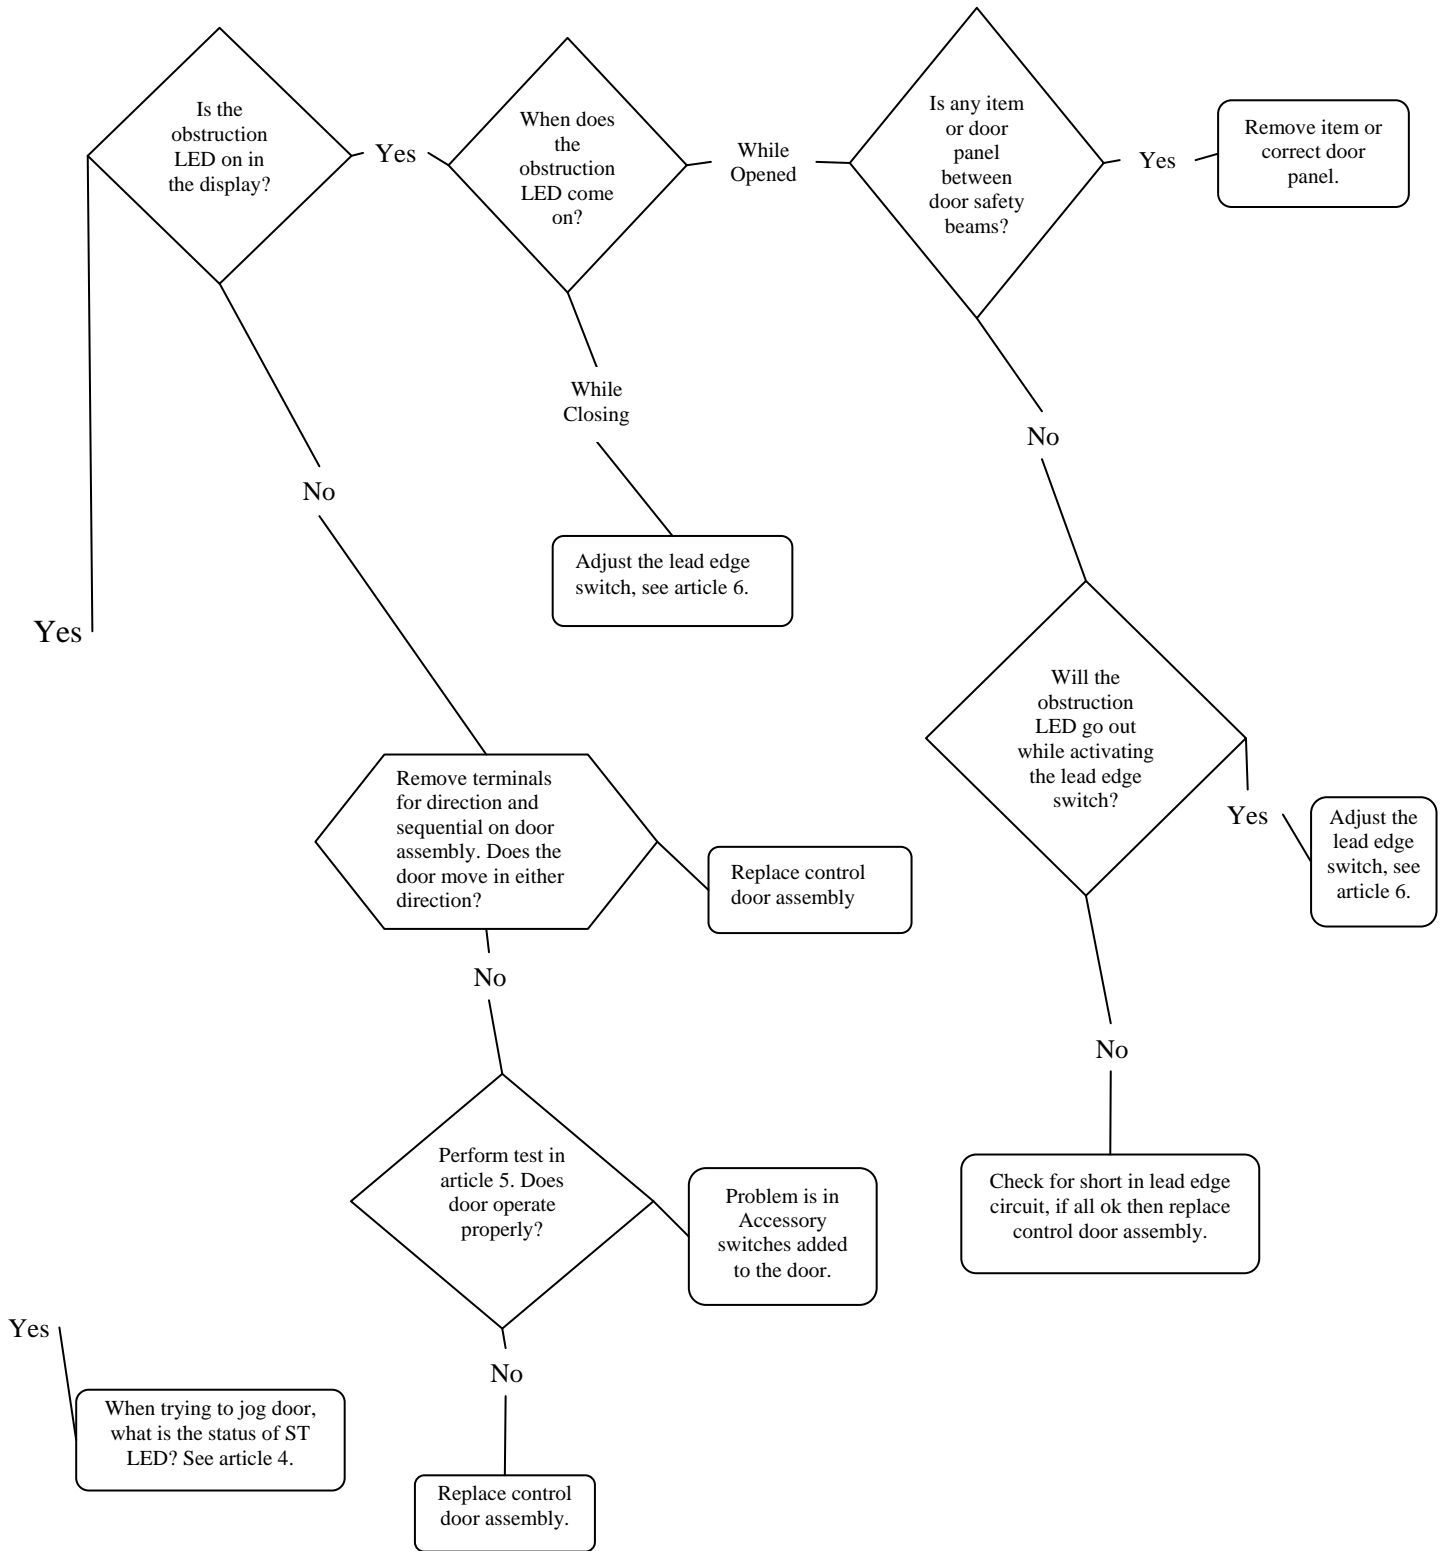 Is the
obstruction
LED on in
the display?
Yes
When does
the
obstruction
LED come
on?
While
Opened
Is any item
or door
panel
between
door safety
beams?
Yes
Remove item or
correct door
panel.
While
Closing
No
No
Adjust the lead edge
switch, see article 6.
Yes
Will the
obstruction
LED go out
while activating
the lead edge
switch?
Yes
Adjust the
lead edge
switch, see
article 6.
Remove terminals
for direction and
sequential on door
assembly. Does the
door move in either
direction?
Replace control
door assembly
No
No
Perform test in
article 5. Does
door operate
properly?
Problem is in
Accessory
switches added
to the door.
Check for short in lead edge
circuit, if all ok then replace
control door assembly.
Yes
No
When trying to jog door,
what is the status of ST
LED? See article 4.
Replace control
door assembly.